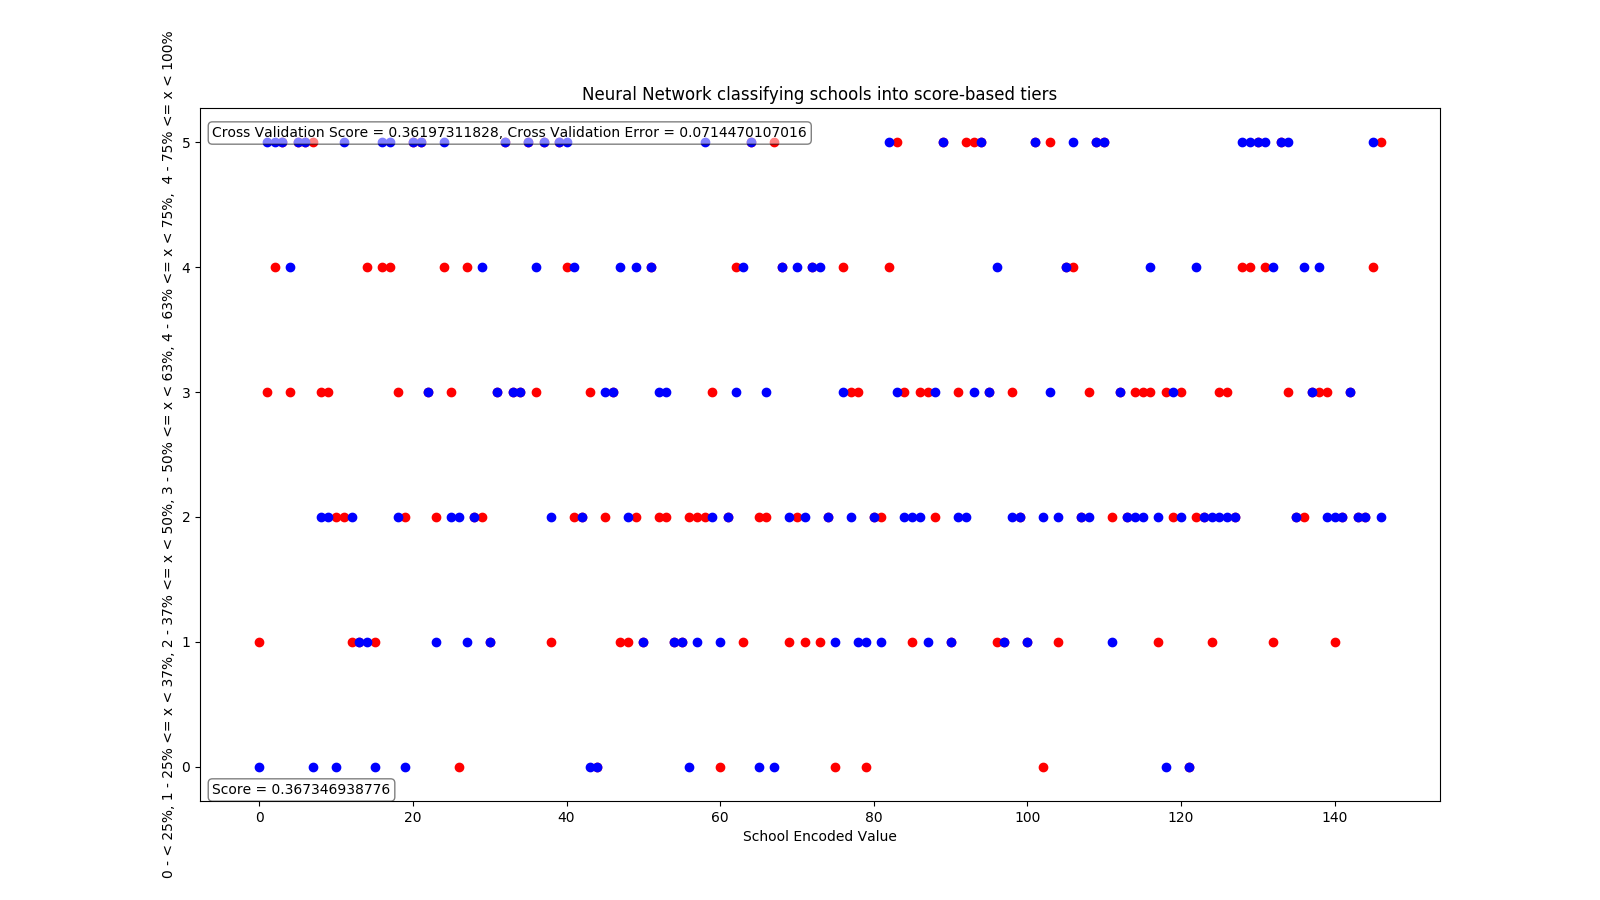 Neural Network classifying schools into score-based tiers
Cross Validation Score = 0.36197311828, Cross Validation Error = 0.0714470107016
5
4
3
2
1
0
0 - < 25%, 1 - 25% <= x < 37%, 2 - 37% <= x < 50%, 3 - 50% <= x < 63%, 4 - 63% <= x < 75%,  4 - 75% <= x < 100%
Score = 0.367346938776
0 20 40 60 80 100 120 140
School Encoded Value